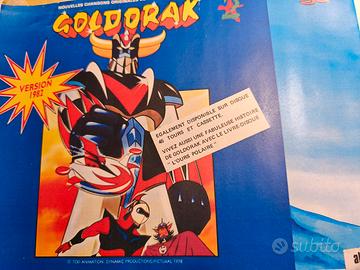 NOUVELLES CHANSONS ORIGINALES
GOLDORAK
VERSION
1982
EGALEMENT DISPONIBLE SUR DISQUE
45 TOURS ET CASSETTE.
VIVEZ AUSSI UNE FABULEUSE HISTOIRE
DE GOLDORAK AVEC LE LIVRE-DISQUE
"L'OURS POLAIRE"
© TOEI ANIMATION, DYNAMIC PRODUCTIONS/PICTURAL 1978
subito